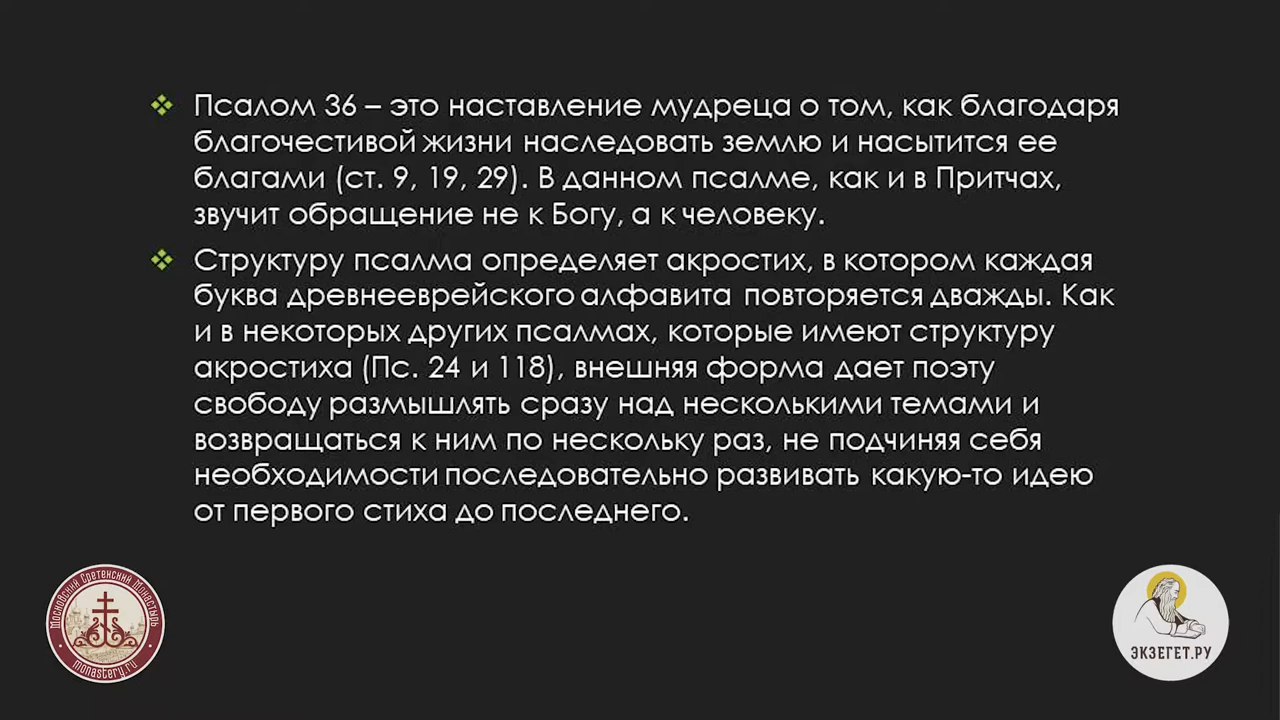 ❖ Псалом 36 – это наставление мудреца о том, как благодаря
благочестивой жизни наследовать землю и насытится ее
благами (ст. 9, 19, 29). В данном псалме, как и в Притчах,
звучит обращение не к Богу, а к человеку.
❖ Структуру псалма определяет акростих, в котором каждая
буква древнееврейского алфавита повторяется дважды. Как
и в некоторых других псалмах, которые имеют структуру
акростиха (Пс. 24 и 118), внешняя форма дает поэту
свободу размышлять сразу над несколькими темами и
возвращаться к ним по нескольку раз, не подчиняя себя
необходимости последовательно развивать какую-то идею
от первого стиха до последнего.
Московский Сретенский Монастырь
monastery.ru
ЭКЗЕГЕТ.РУ